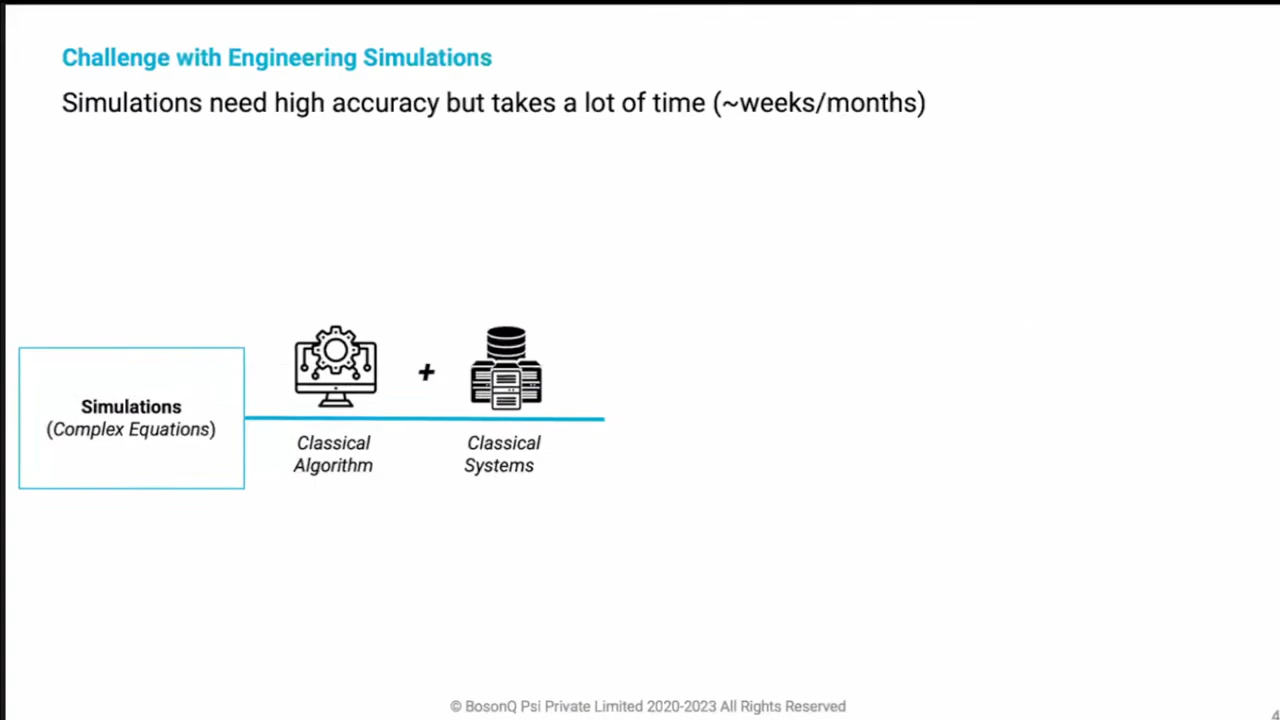 Challenge with Engineering Simulations
Simulations need high accuracy but takes a lot of time (~weeks/months)
+
Simulations
(Complex Equations)
Classical
Algorithm
Classical
Systems
© BosonQ Psi Private Limited 2020-2023 All Rights Reserved
4